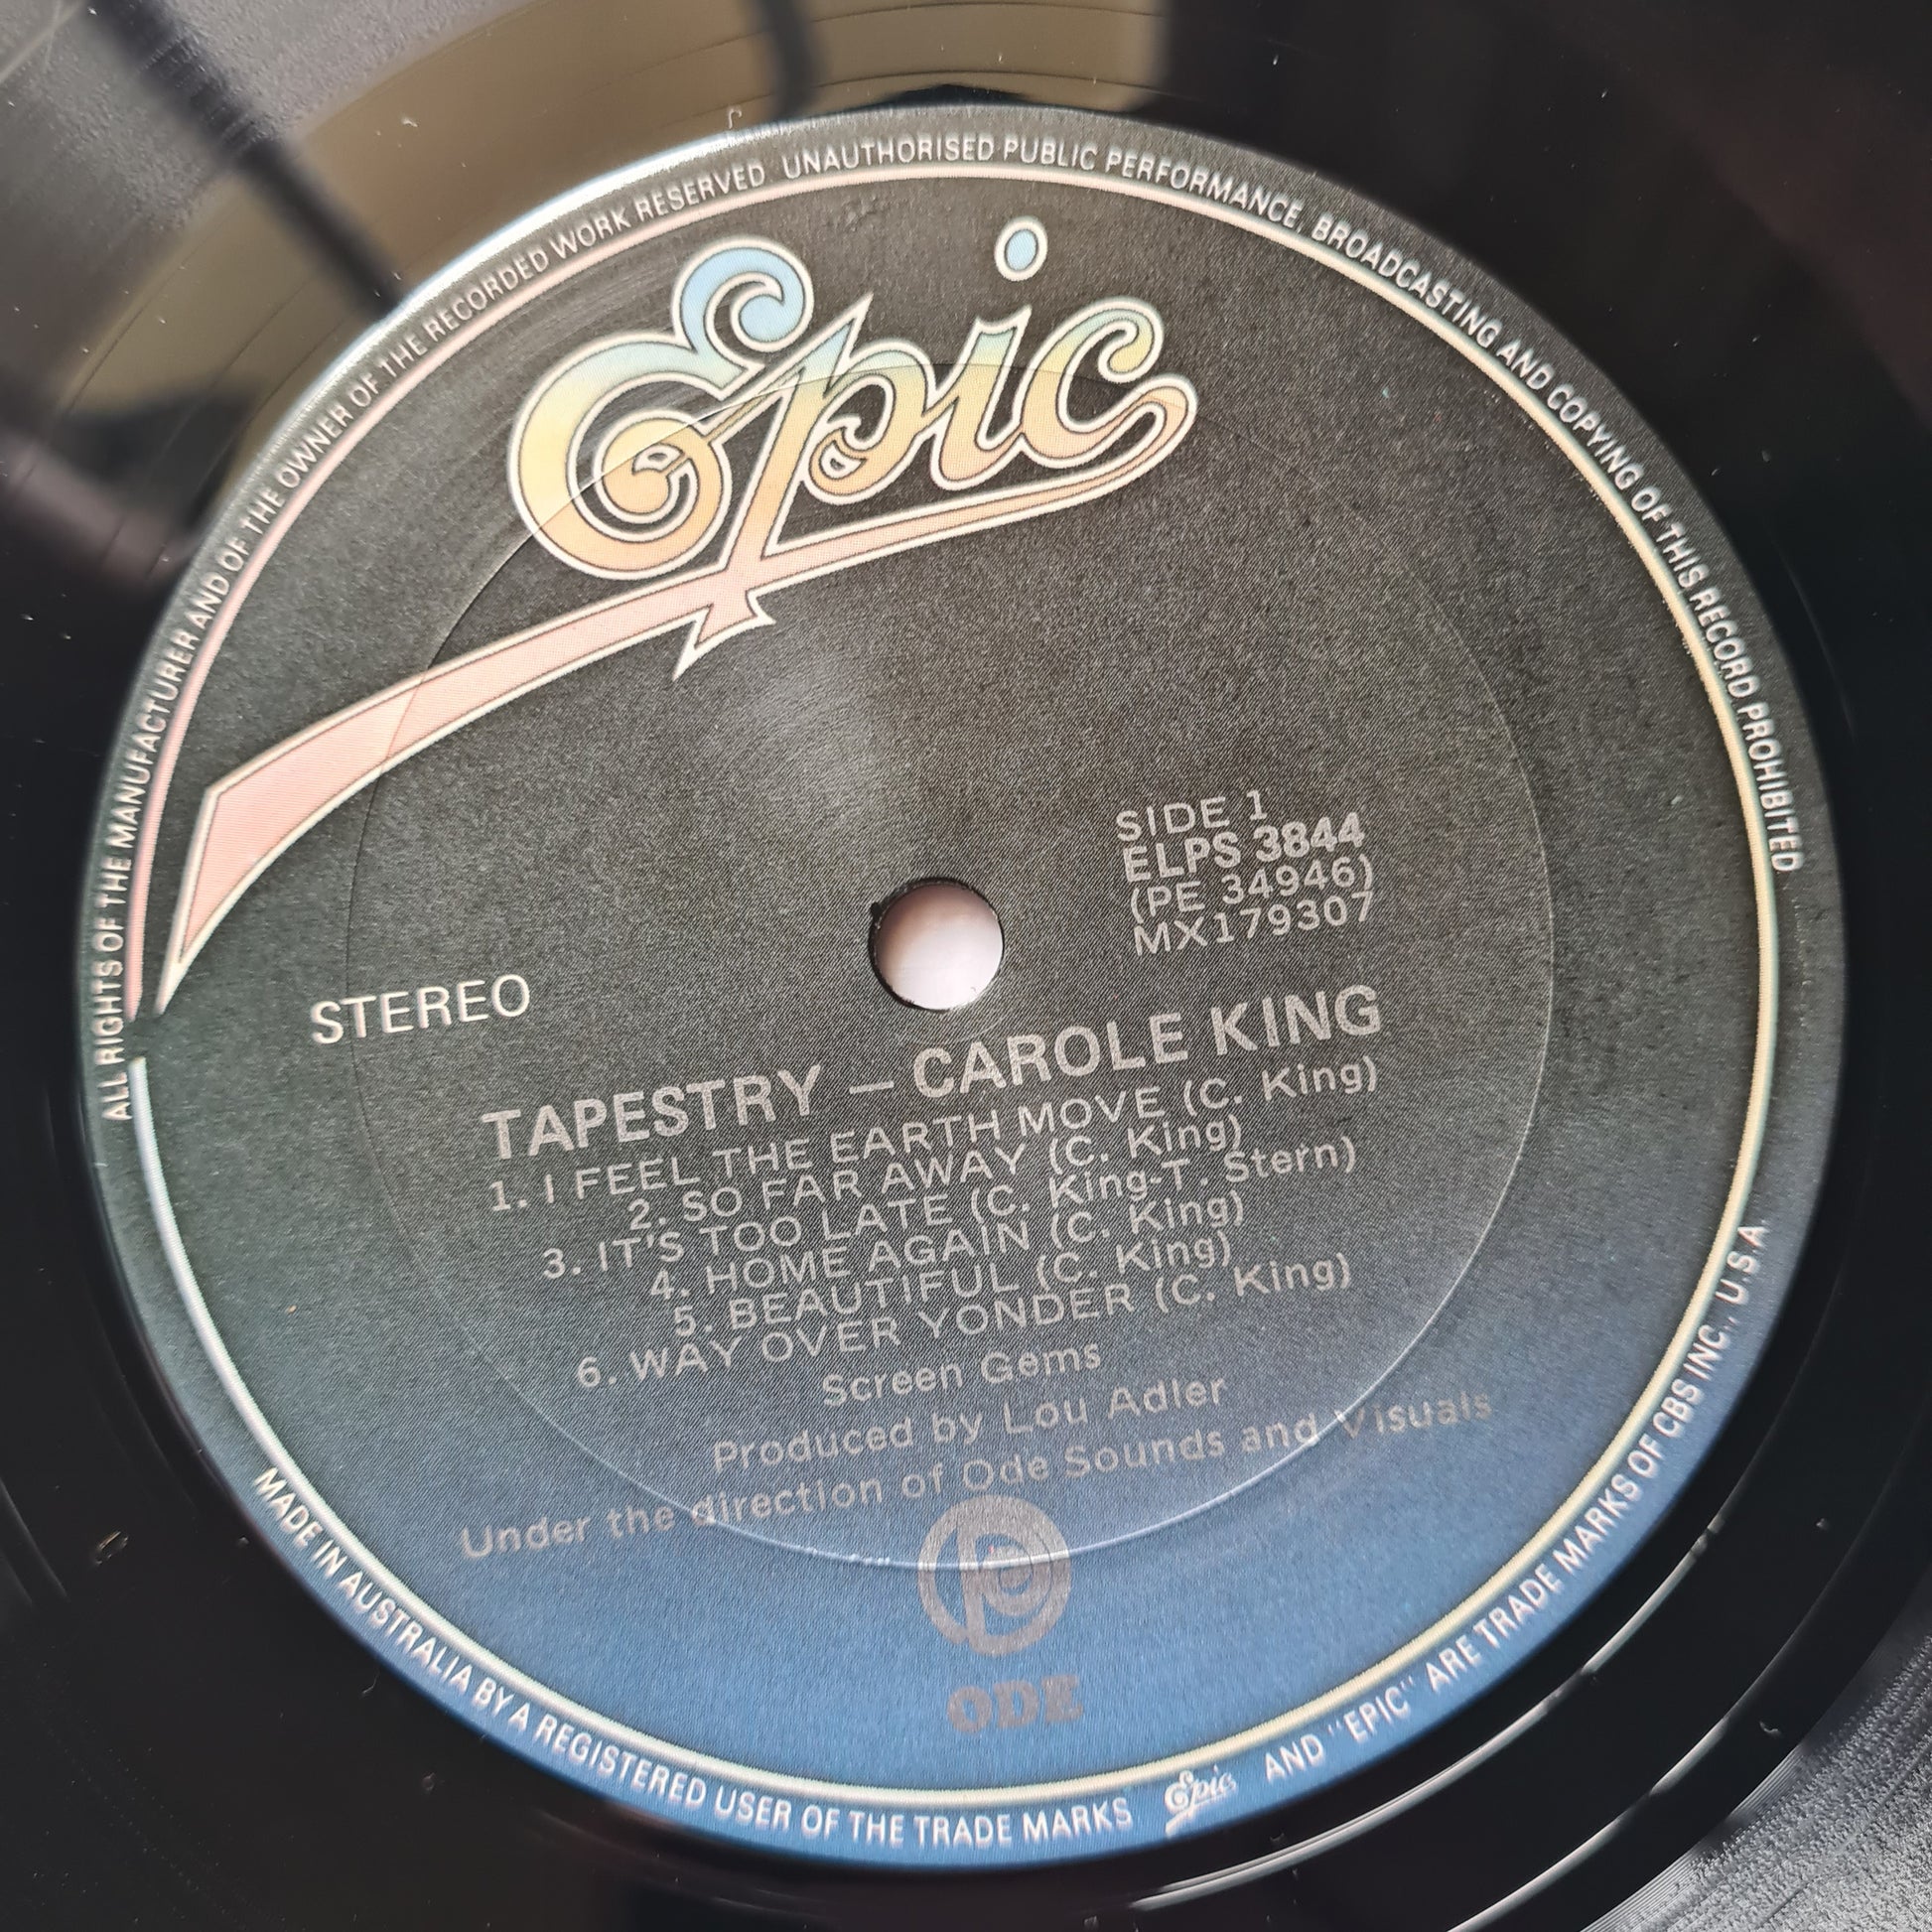 ALL RIGHTS OF THE MANUFACTURER AND OF THE OWNER OF THE RECORDED WORK RESERVED UNAUTHORISED PUBLIC PERFORMANCE, BROADCASTING AND COPYING OF THIS RECORD PROHIBITED
Epic
SIDE 1
ELPS 3844
(PE 34946)
MX179307
STEREO
TAPESTRY – CAROLE KING
1. I FEEL THE EARTH MOVE (C. King)
2. SO FAR AWAY (C. King)
3. IT'S TOO LATE (C. King-T. Stern)
4. HOME AGAIN (C. King)
5. BEAUTIFUL (C. King)
6. WAY OVER YONDER (C. King)
Screen Gems
Produced by Lou Adler
Under the direction of Ode Sounds and Visuals
ODE
MADE IN AUSTRALIA BY A REGISTERED USER OF THE TRADE MARKS Epic AND "EPIC" ARE TRADE MARKS OF CBS INC., U.S.A